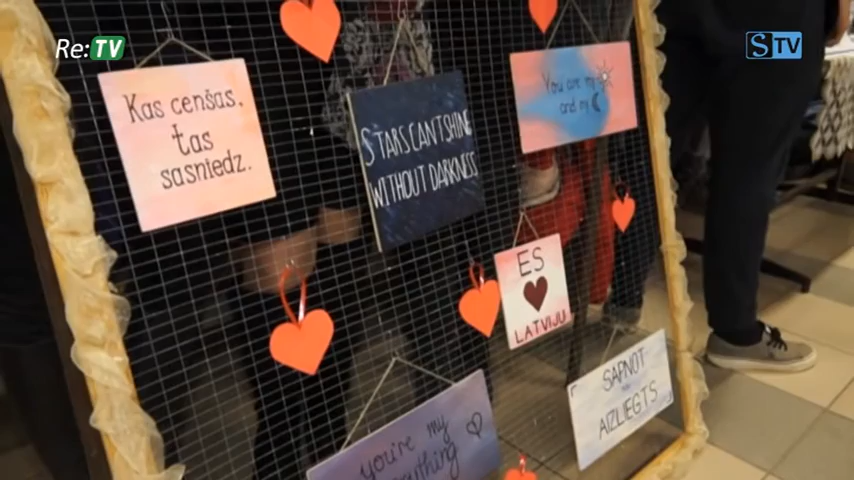 Re:TV
STV
Kas cenšas,
tas
sasniedz.
STARS CAN'T SHINE
WITHOUT DARKNESS
You are my
and my
ES
LATVIJU
SAPŅOT
AIZLIEGTS
you're my
everything